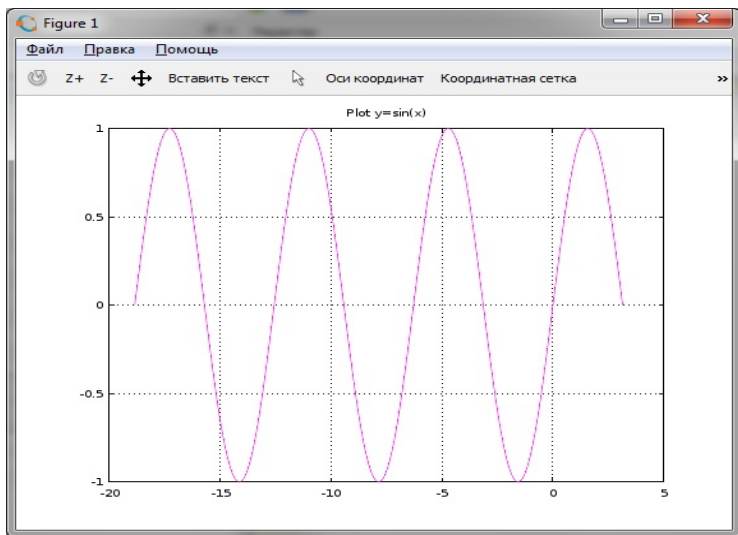 Figure 1
Файл Правка Помощь
Z+ Z- Вставить текст Оси координат Координатная сетка »
Plot y=sin(x)
1
0.5
0
-0.5
-1
-20 -15 -10 -5 0 5